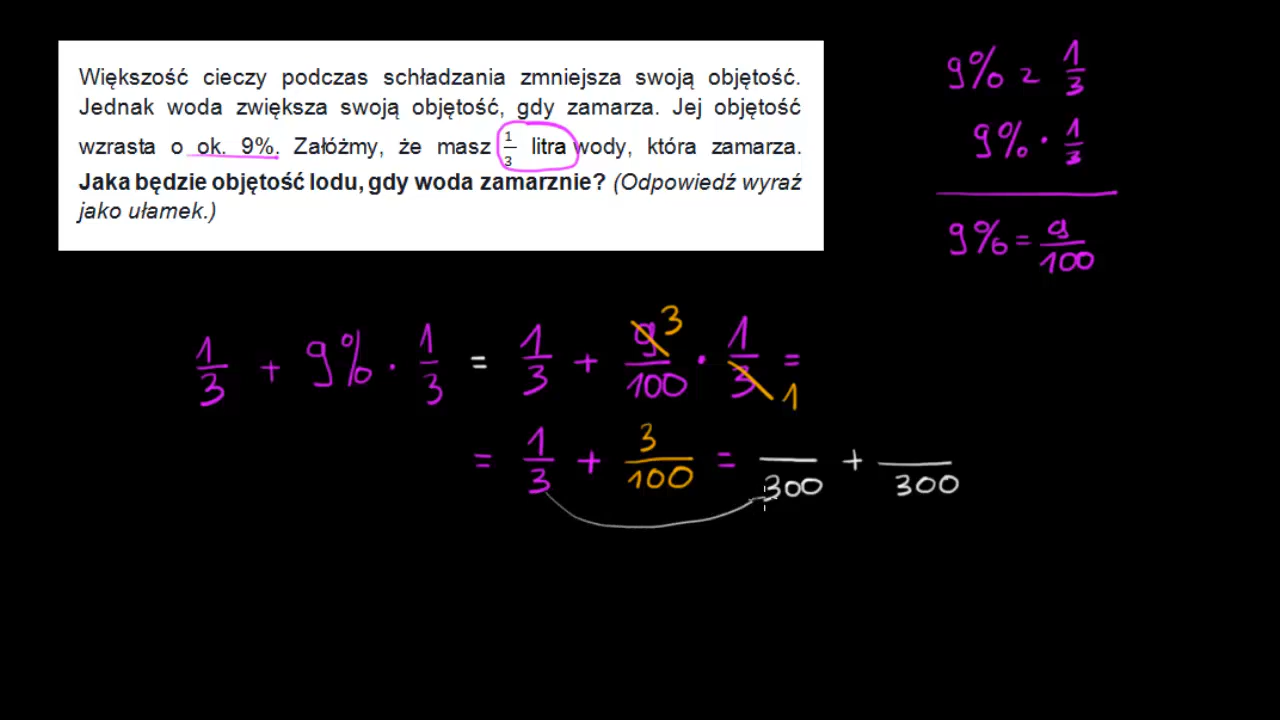 Większość cieczy podczas schładzania zmniejsza swoją objętość.
Jednak woda zwiększa swoją objętość, gdy zamarza. Jej objętość
wzrasta o ok. 9%. Załóżmy, że masz 1/3 litra wody, która zamarza.
Jaka będzie objętość lodu, gdy woda zamarznie? (Odpowiedź wyraź
jako ułamek.)
9% z 1/3
9% · 1/3
9% = 9/100
1/3 + 9% · 1/3 = 1/3 + 9/100 3 · 1/3 1 =
= 1/3 + 3/100 = /300 + /300